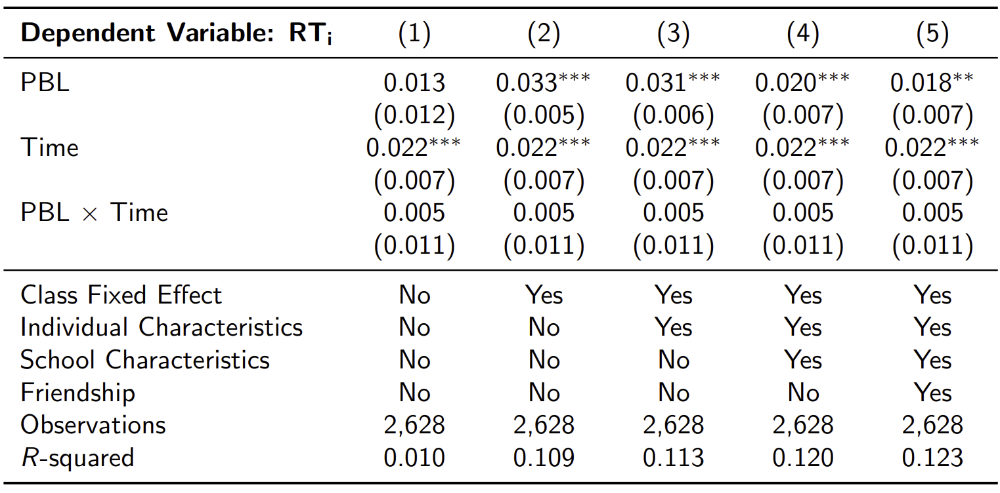 Dependent Variable: RTᵢ (1) (2) (3) (4) (5)
PBL 0.013 0.033*** 0.031*** 0.020*** 0.018**
(0.012) (0.005) (0.006) (0.007) (0.007)
Time 0.022*** 0.022*** 0.022*** 0.022*** 0.022***
(0.007) (0.007) (0.007) (0.007) (0.007)
PBL × Time 0.005 0.005 0.005 0.005 0.005
(0.011) (0.011) (0.011) (0.011) (0.011)
Class Fixed Effect No Yes Yes Yes Yes
Individual Characteristics No No Yes Yes Yes
School Characteristics No No No Yes Yes
Friendship No No No No Yes
Observations 2,628 2,628 2,628 2,628 2,628
R-squared 0.010 0.109 0.113 0.120 0.123